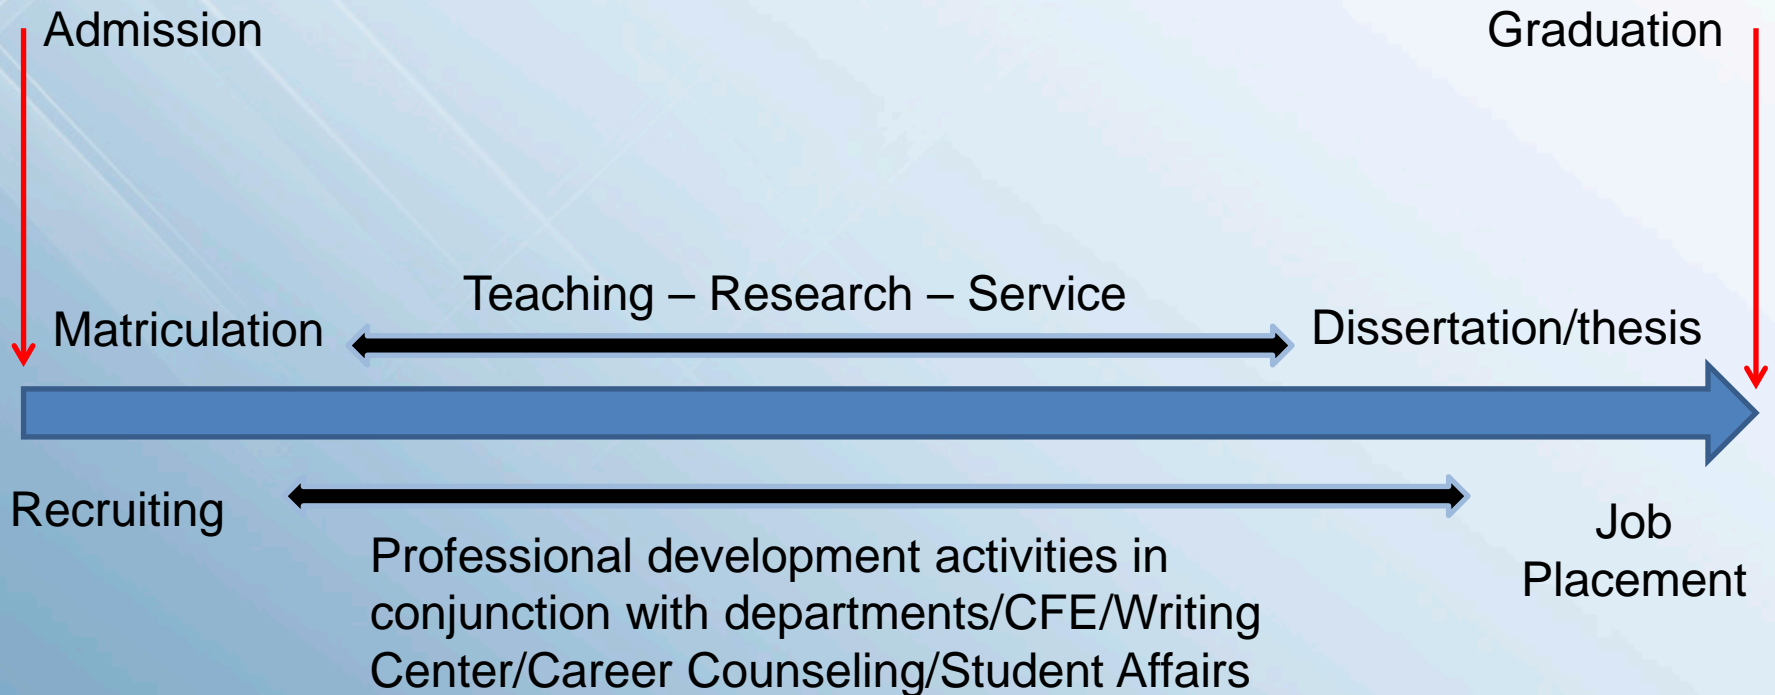 Admission
Graduation
Teaching – Research – Service
Matriculation
Dissertation/thesis
Recruiting
Job
Placement
Professional development activities in
conjunction with departments/CFE/Writing
Center/Career Counseling/Student Affairs